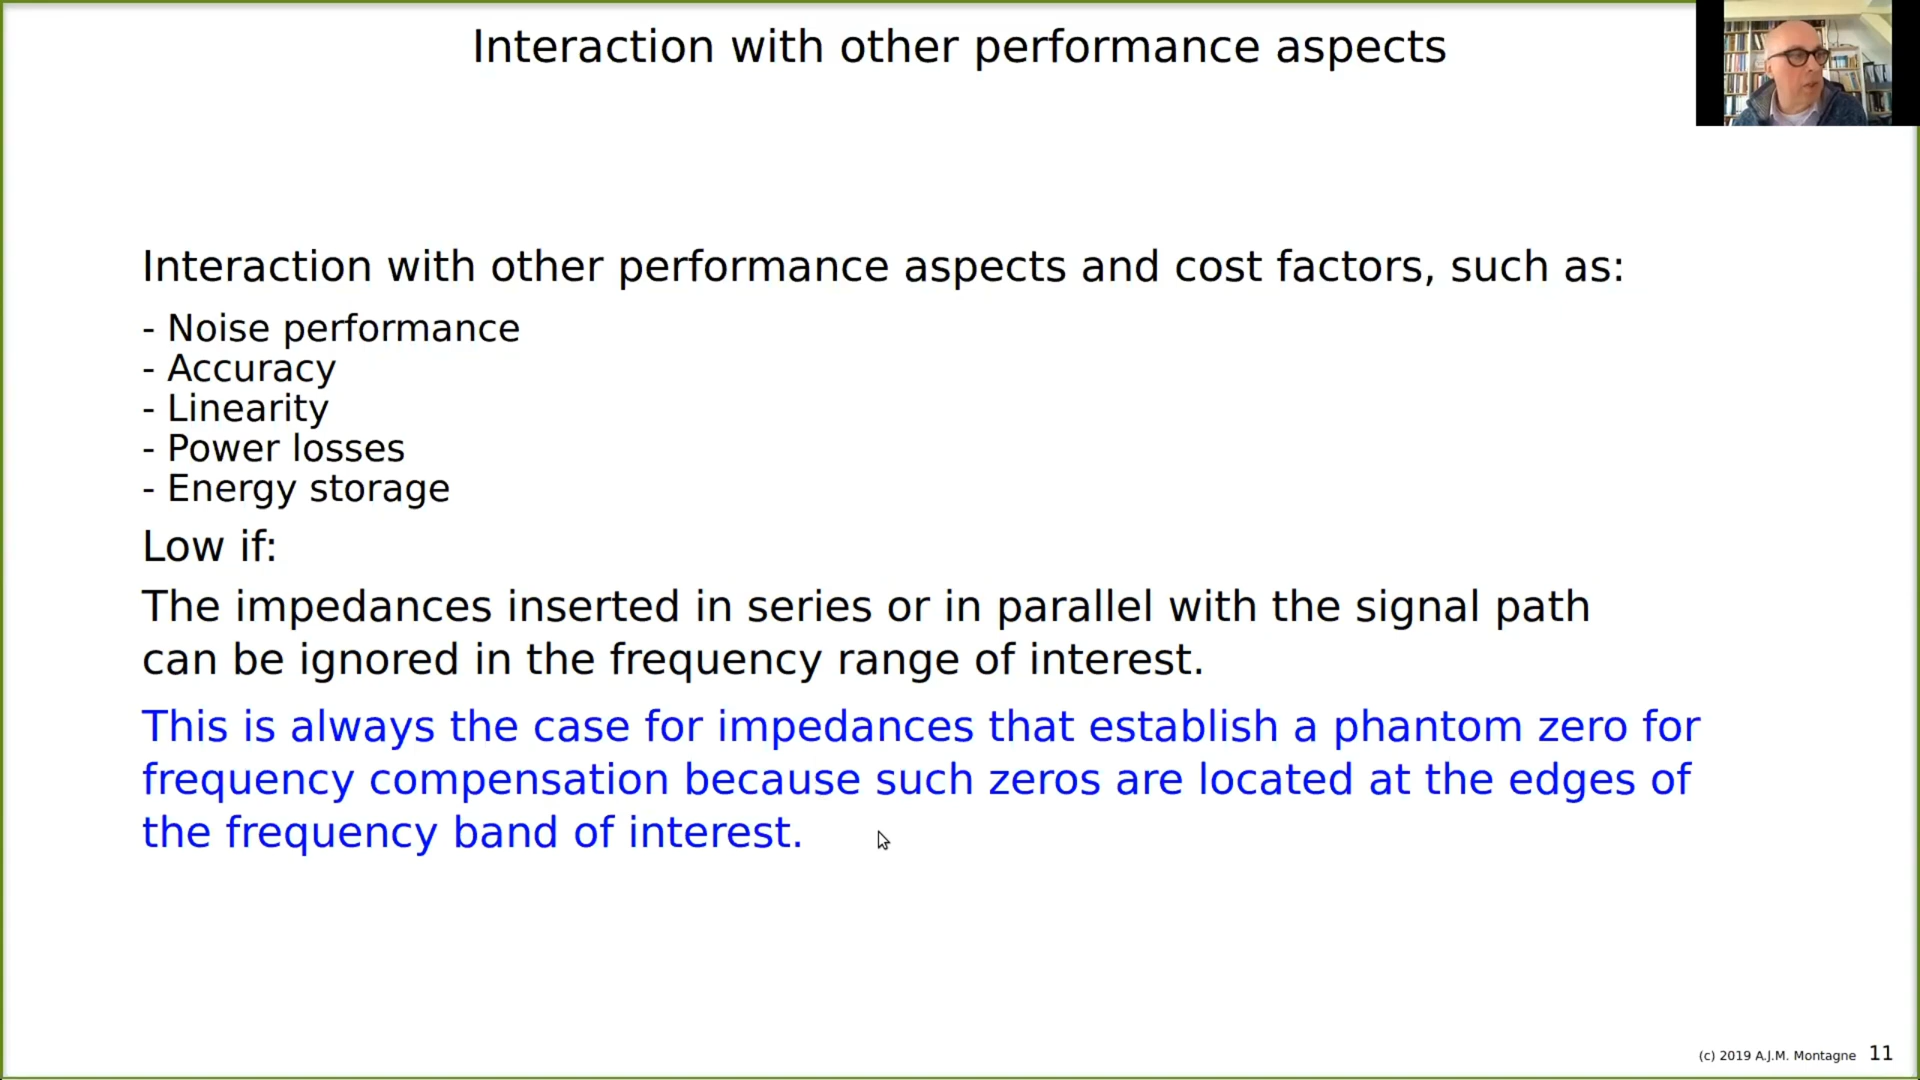 Interaction with other performance aspects
Interaction with other performance aspects and cost factors, such as:
- Noise performance
- Accuracy
- Linearity
- Power losses
- Energy storage
Low if:
The impedances inserted in series or in parallel with the signal path
can be ignored in the frequency range of interest.
This is always the case for impedances that establish a phantom zero for
frequency compensation because such zeros are located at the edges of
the frequency band of interest.
(c) 2019 A.J.M. Montagne 11